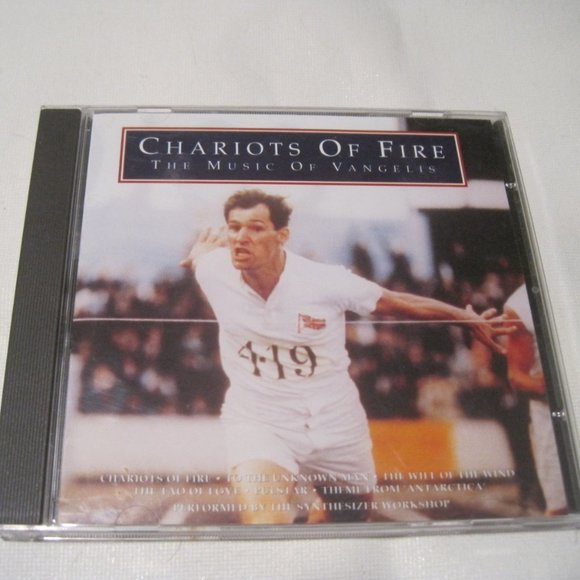 CHARIOTS OF FIRE
THE MUSIC OF VANGELIS
419
CHARIOTS OF FIRE • TO THE UNKNOWN MAN • THE WILL OF THE WIND
THE TAO OF LOVE • PULSTAR • THEME FROM 'ANTARCTICA'
PERFORMED BY THE SYNTHESIZER WORKSHOP